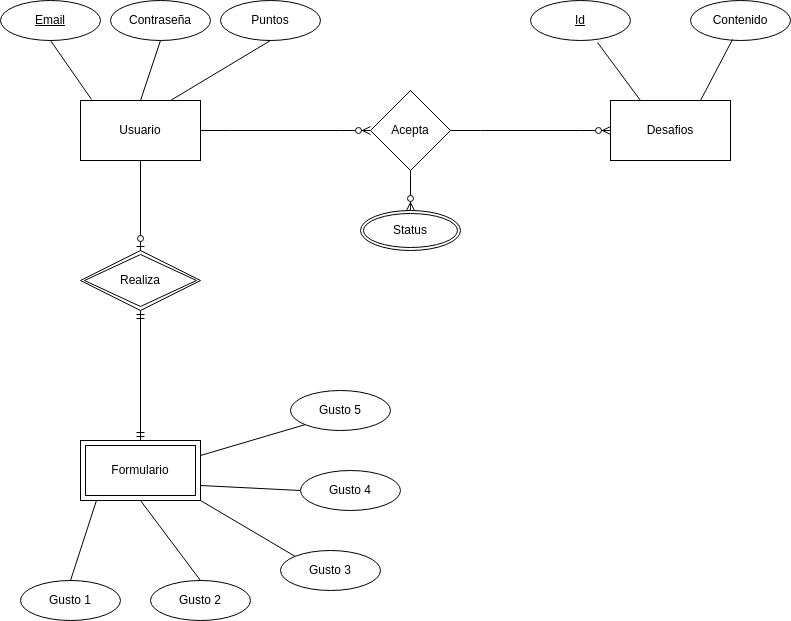 Email
Contraseña
Puntos
Id
Contenido
Usuario
Acepta
Desafios
Status
Realiza
Gusto 5
Formulario
Gusto 4
Gusto 3
Gusto 1
Gusto 2